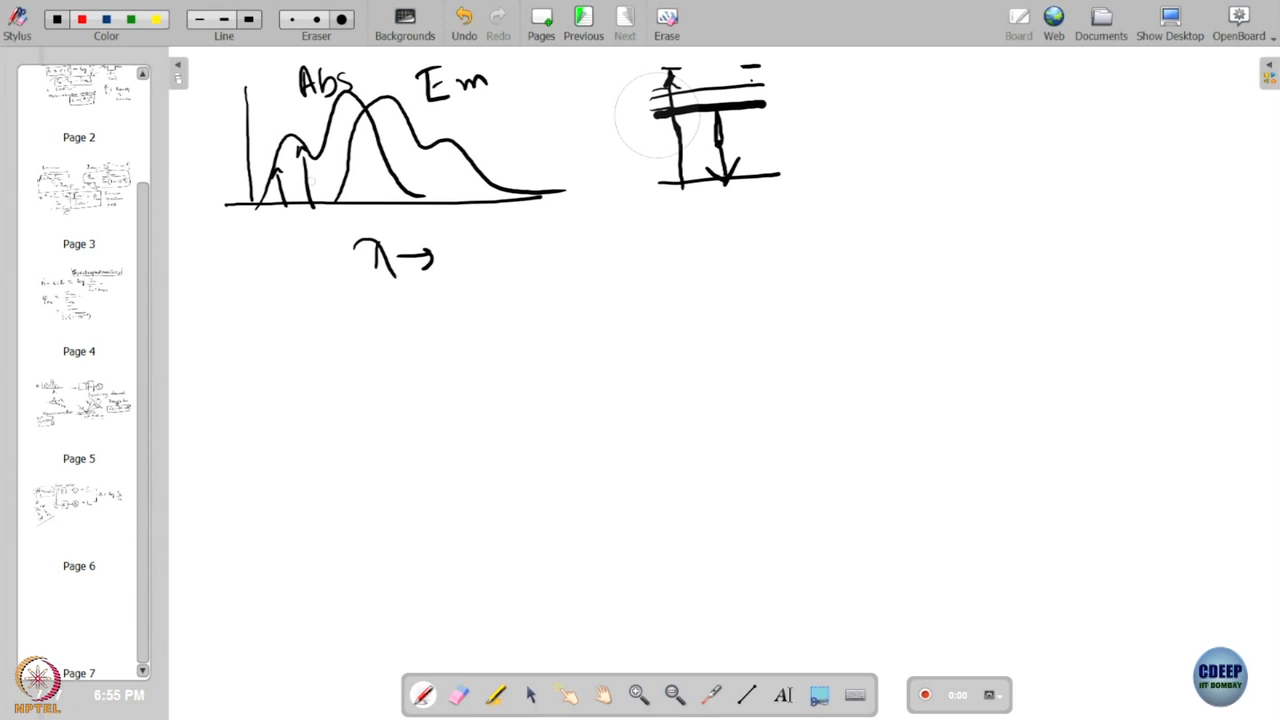 Stylus
Color
Line
Eraser
Backgrounds
Undo
Redo
Pages
Previous
Next
Erase
Board
Web
Documents
Show Desktop
OpenBoard
Abs
Em
λ→
Page 2
Page 3
Page 4
Page 5
Page 6
Page 7
6:55 PM
NPTEL
AI
0:00
CDEEP
IIT BOMBAY